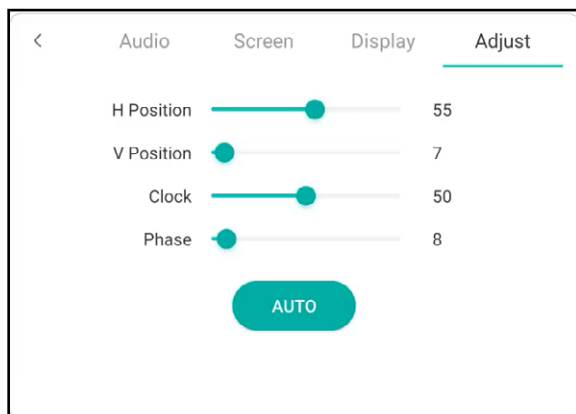 Audio Screen Display Adjust
H Position 55
V Position 7
Clock 50
Phase 8
AUTO